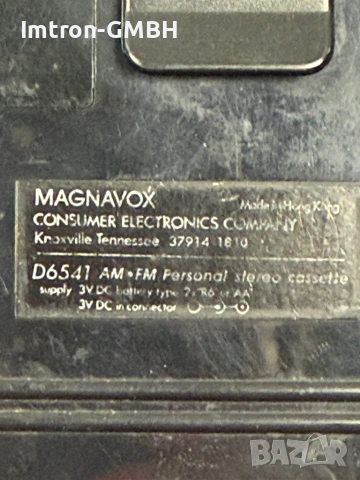 Imtron-GMBH
MAGNAVOX Made in Hong Kong
CONSUMER ELECTRONICS COMPANY
Knoxville Tennessee 37914-1810
D6541 AM•FM Personal stereo cassette
supply 3V DC battery type 2x"R6" or "AA"
3V DC in connector
BAZAR